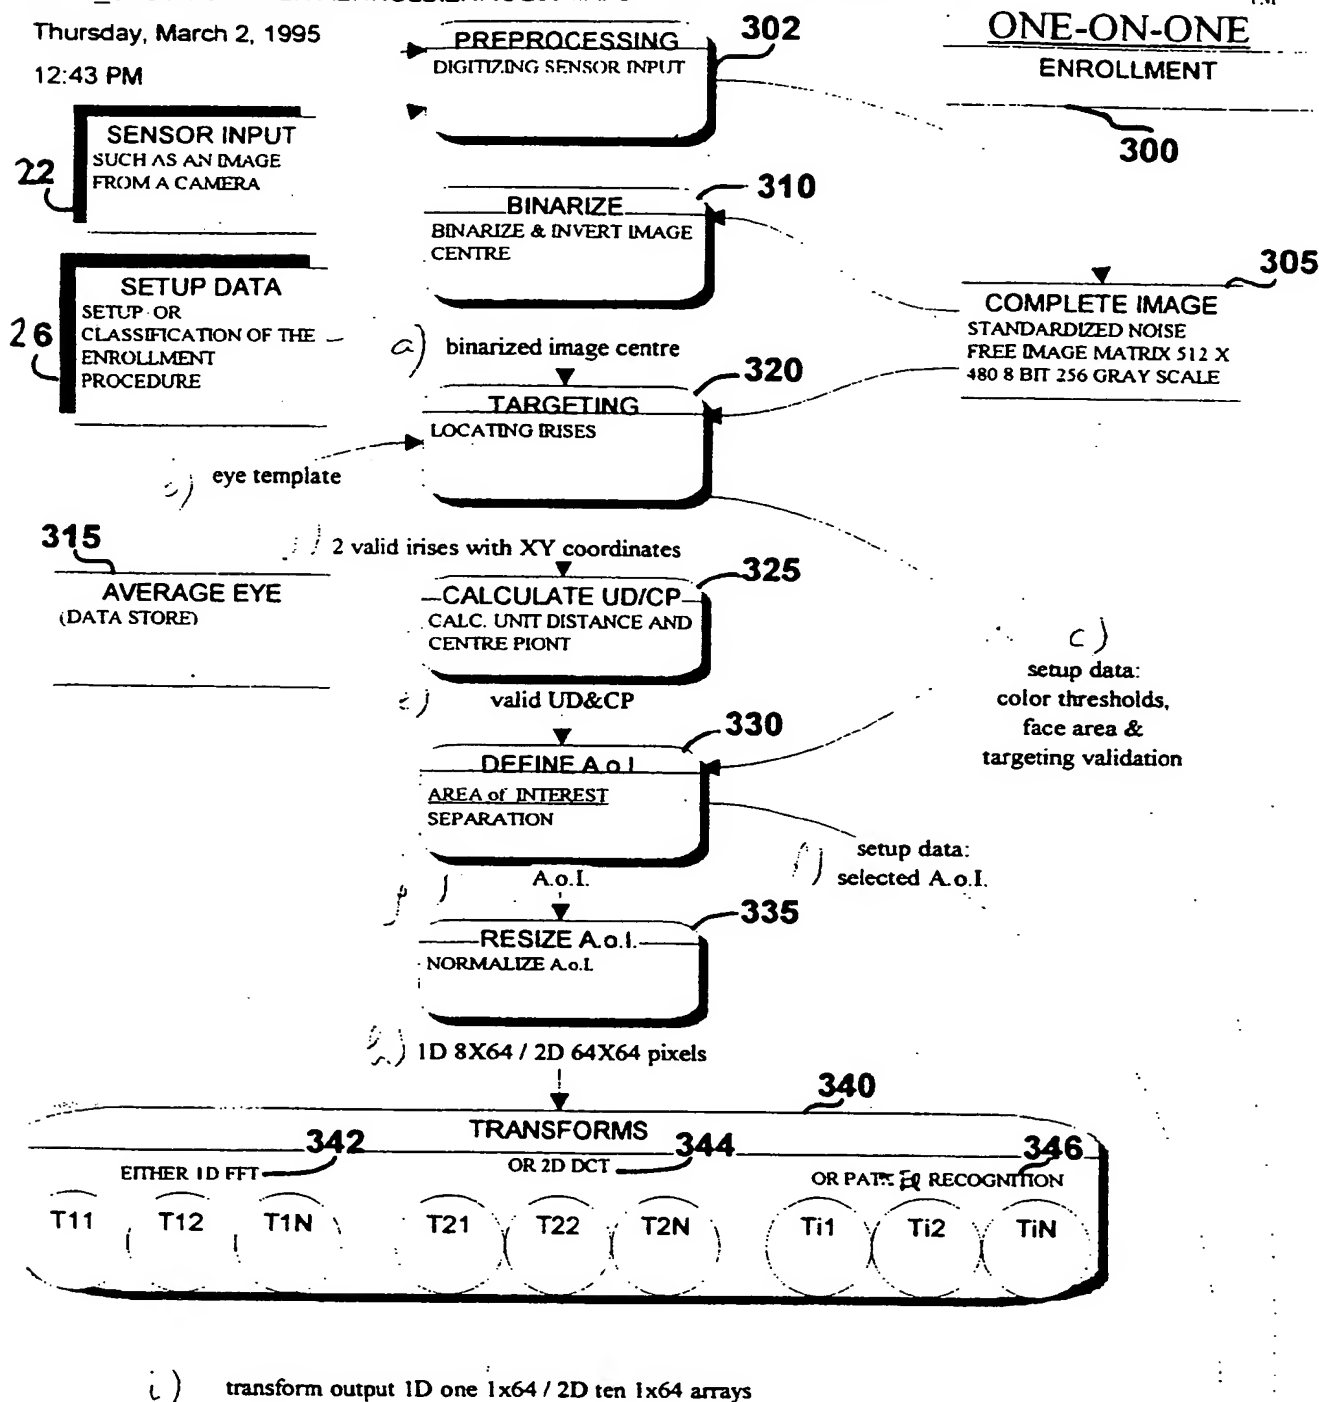 Thursday, March 2, 1995
12:43 PM
TM
ONE-ON-ONE
ENROLLMENT
300
PREPROCESSING
DIGITIZING SENSOR INPUT
302
SENSOR INPUT
SUCH AS AN IMAGE
FROM A CAMERA
22
BINARIZE
BINARIZE & INVERT IMAGE
CENTRE
310
SETUP DATA
SETUP OR
CLASSIFICATION OF THE
ENROLLMENT
PROCEDURE
26
COMPLETE IMAGE
STANDARDIZED NOISE
FREE IMAGE MATRIX 512 X
480 8 BIT 256 GRAY SCALE
305
a) binarized image centre
TARGETING
LOCATING IRISES
320
eye template
315
AVERAGE EYE
(DATA STORE)
2 valid irises with XY coordinates
CALCULATE UD/CP
CALC. UNIT DISTANCE AND
CENTRE PIONT
325
c)
setup data:
color thresholds,
face area &
targeting validation
valid UD&CP
DEFINE A.o.I.
AREA of INTEREST
SEPARATION
330
setup data:
selected A.o.I.
A.o.I.
RESIZE A.o.I.
NORMALIZE A.o.I.
335
1D 8X64 / 2D 64X64 pixels
340
TRANSFORMS
EITHER 1D FFT 342
OR 2D DCT 344
OR RECOGNITION 346
T11 T12 T1N T21 T22 T2N Ti1 Ti2 TiN
i) transform output 1D one 1x64 / 2D ten 1x64 arrays